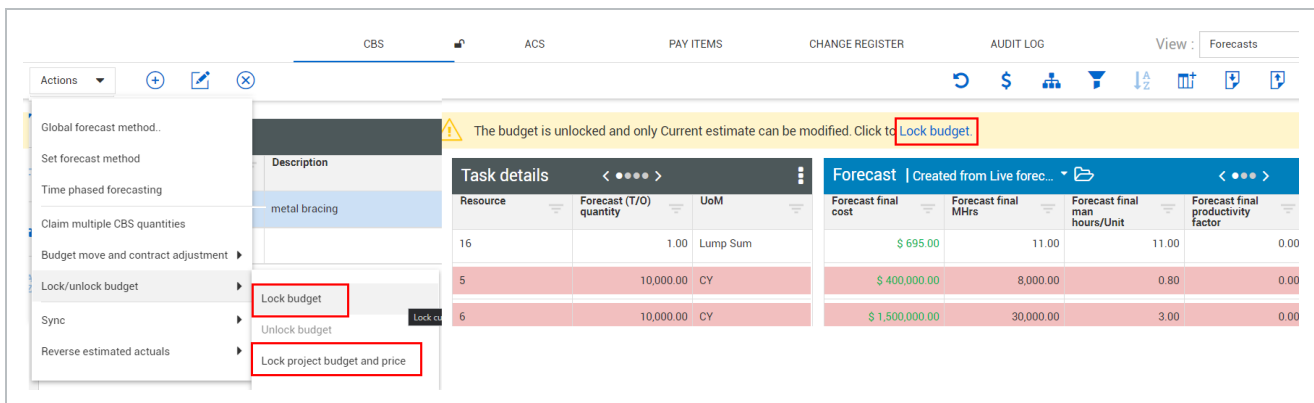 CBS
ACS
PAY ITEMS
CHANGE REGISTER
AUDIT LOG
View : Forecasts
Actions
Global forecast method..
Set forecast method
Time phased forecasting
Claim multiple CBS quantities
Budget move and contract adjustment
Lock/unlock budget
Sync
Reverse estimated actuals
Lock budget
Unlock budget
Lock project budget and price
Lock cu
Description
metal bracing
The budget is unlocked and only Current estimate can be modified. Click to Lock budget.
Task details
Resource Forecast (T/O) quantity UoM
16 1.00 Lump Sum
5 10,000.00 CY
6 10,000.00 CY
Forecast | Created from Live forec...
Forecast final cost Forecast final MHrs Forecast final man hours/Unit Forecast final productivity factor
$ 695.00 11.00 11.00 0.00
$ 400,000.00 8,000.00 0.80 0.00
$ 1,500,000.00 30,000.00 3.00 0.00